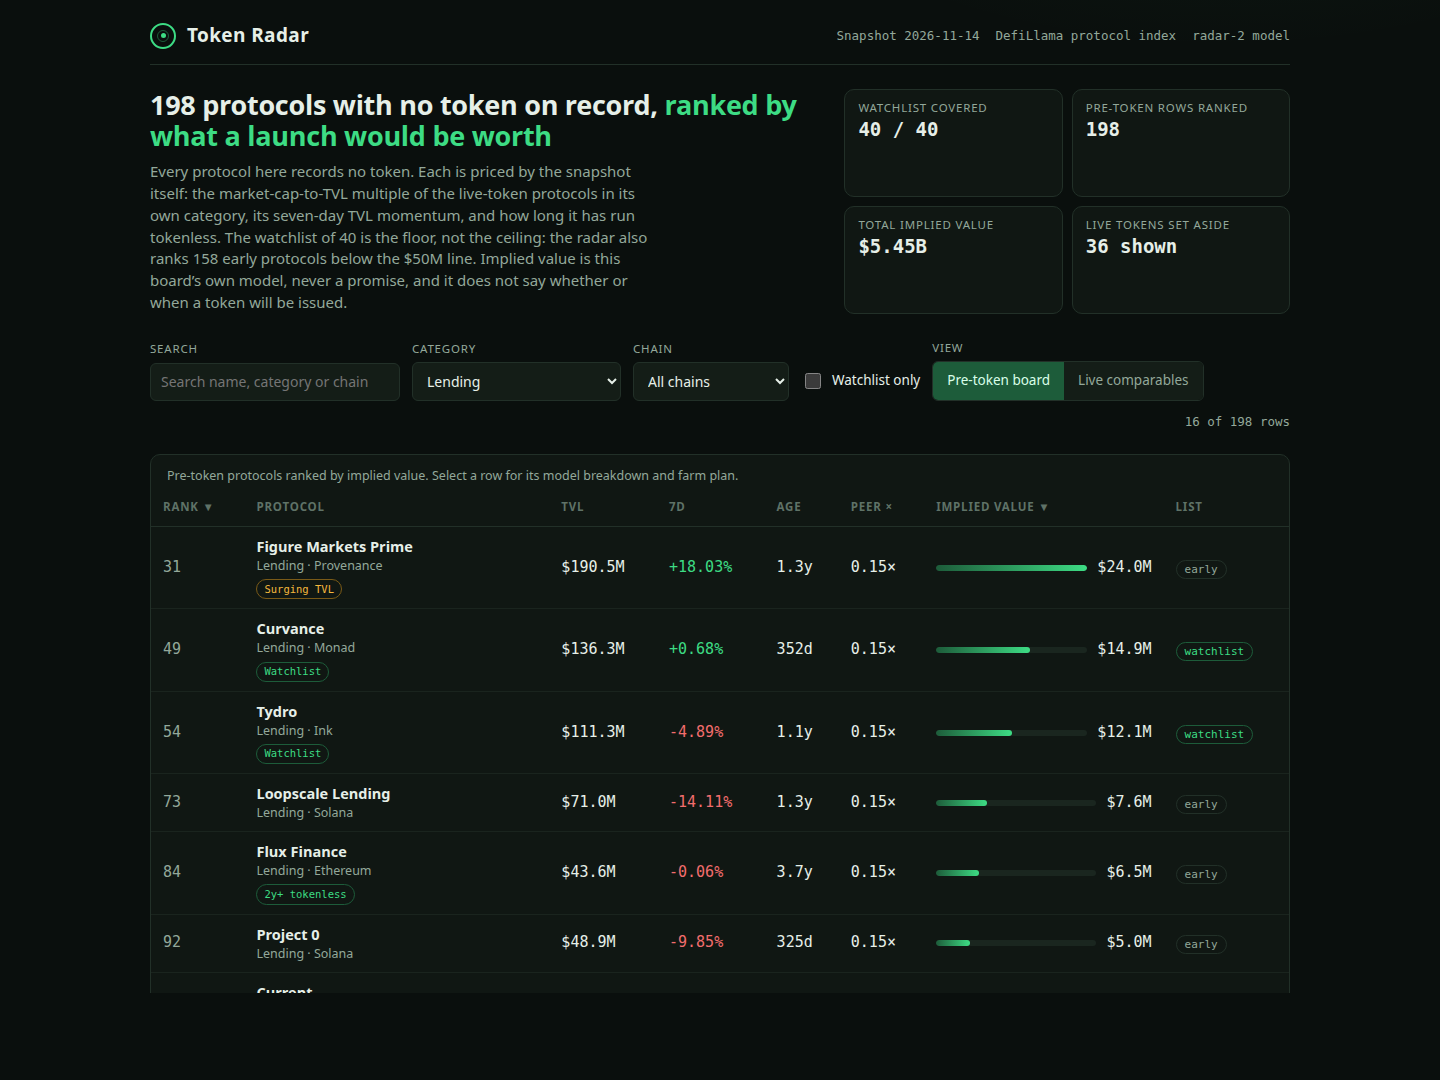 Token Radar
Snapshot 2026-11-14 DefiLlama protocol index radar-2 model
198 protocols with no token on record, ranked by
what a launch would be worth
Every protocol here records no token. Each is priced by the snapshot
itself: the market-cap-to-TVL multiple of the live-token protocols in its
own category, its seven-day TVL momentum, and how long it has run
tokenless. The watchlist of 40 is the floor, not the ceiling: the radar also
ranks 158 early protocols below the $50M line. Implied value is this
board's own model, never a promise, and it does not say whether or
when a token will be issued.
WATCHLIST COVERED
40 / 40
PRE-TOKEN ROWS RANKED
198
TOTAL IMPLIED VALUE
$5.45B
LIVE TOKENS SET ASIDE
36 shown
SEARCH
Search name, category or chain
CATEGORY
Lending
CHAIN
All chains
Watchlist only
VIEW
Pre-token board Live comparables
16 of 198 rows
Pre-token protocols ranked by implied value. Select a row for its model breakdown and farm plan.
RANK ▼ PROTOCOL TVL 7D AGE PEER × IMPLIED VALUE ▼ LIST
31 Figure Markets Prime $190.5M +18.03% 1.3y 0.15× $24.0M early
Lending · Provenance
Surging TVL
49 Curvance $136.3M +0.68% 352d 0.15× $14.9M watchlist
Lending · Monad
Watchlist
54 Tydro $111.3M -4.89% 1.1y 0.15× $12.1M watchlist
Lending · Ink
Watchlist
73 Loopscale Lending $71.0M -14.11% 1.3y 0.15× $7.6M early
Lending · Solana
84 Flux Finance $43.6M -0.06% 3.7y 0.15× $6.5M early
Lending · Ethereum
2y+ tokenless
92 Project 0 $48.9M -9.85% 325d 0.15× $5.0M early
Lending · Solana
Current